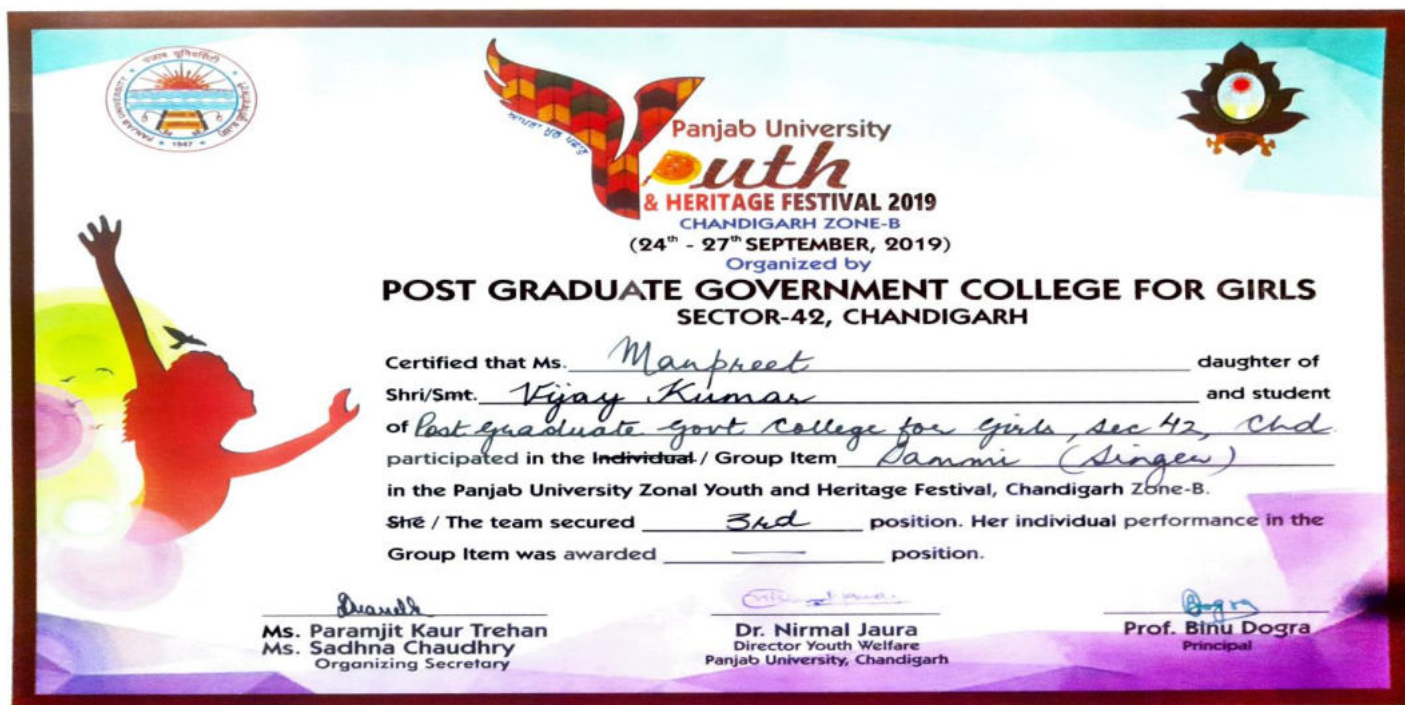 पंजाब यूनिवर्सिटी
PANJAB UNIVERSITY
1947
Panjab University
Youth
& HERITAGE FESTIVAL 2019
CHANDIGARH ZONE-B
(24th - 27th SEPTEMBER, 2019)
Organized by
POST GRADUATE GOVERNMENT COLLEGE FOR GIRLS
SECTOR-42, CHANDIGARH
Certified that Ms. Manpreet daughter of
Shri/Smt. Vijay Kumar and student
of Post graduate Govt College for Girls, sec 42, Chd.
participated in the Individual / Group Item Sammi (Singer)
in the Panjab University Zonal Youth and Heritage Festival, Chandigarh Zone-B.
She / The team secured 3rd position. Her individual performance in the
Group Item was awarded — position.
Ms. Paramjit Kaur Trehan
Ms. Sadhna Chaudhry
Organizing Secretary
Dr. Nirmal Jaura
Director Youth Welfare
Panjab University, Chandigarh
Dogra
Prof. Binu Dogra
Principal